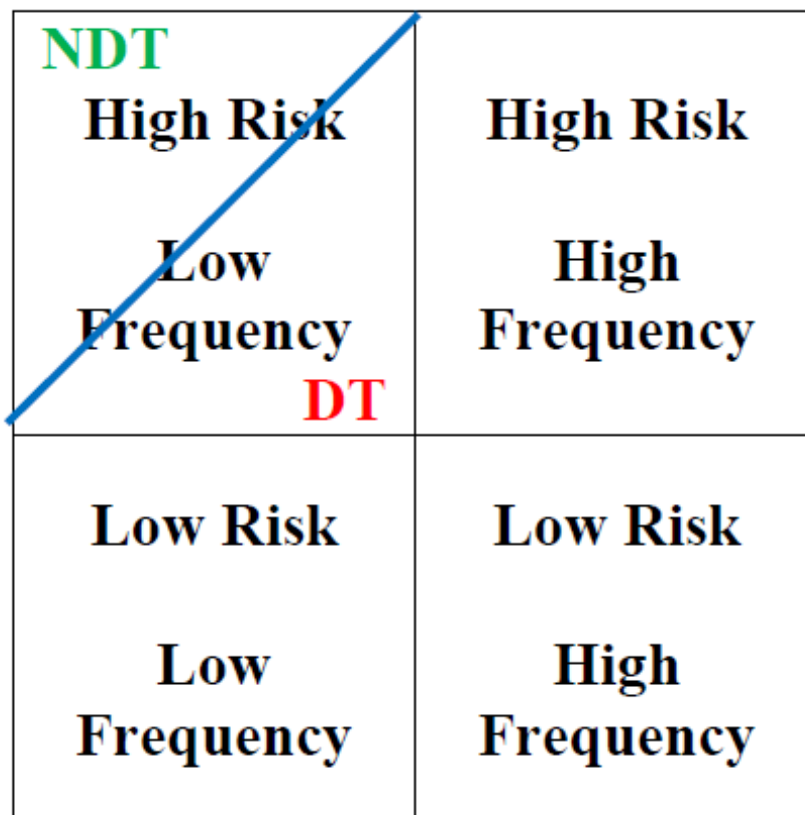 NDT
High Risk
Low
Frequency
DT
High Risk
High
Frequency
Low Risk
Low
Frequency
Low Risk
High
Frequency